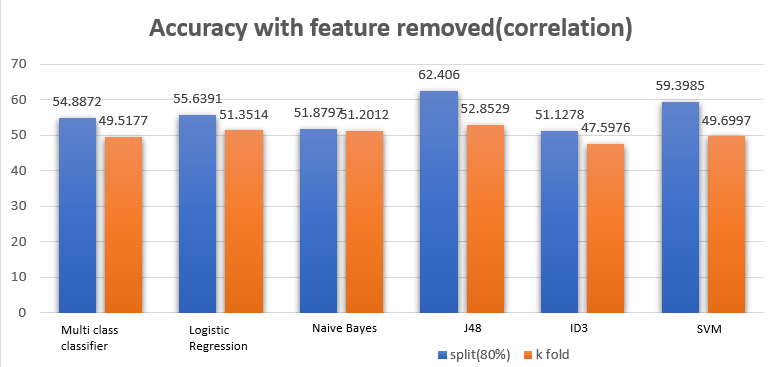 Accuracy with feature removed(correlation)
70
60
50
40
30
20
10
0
54.8872
49.5177
55.6391
51.3514
51.8797
51.2012
62.406
52.8529
51.1278
47.5976
59.3985
49.6997
Multi class
classifier
Logistic
Regression
Naive Bayes
J48
ID3
SVM
split(80%)
k fold